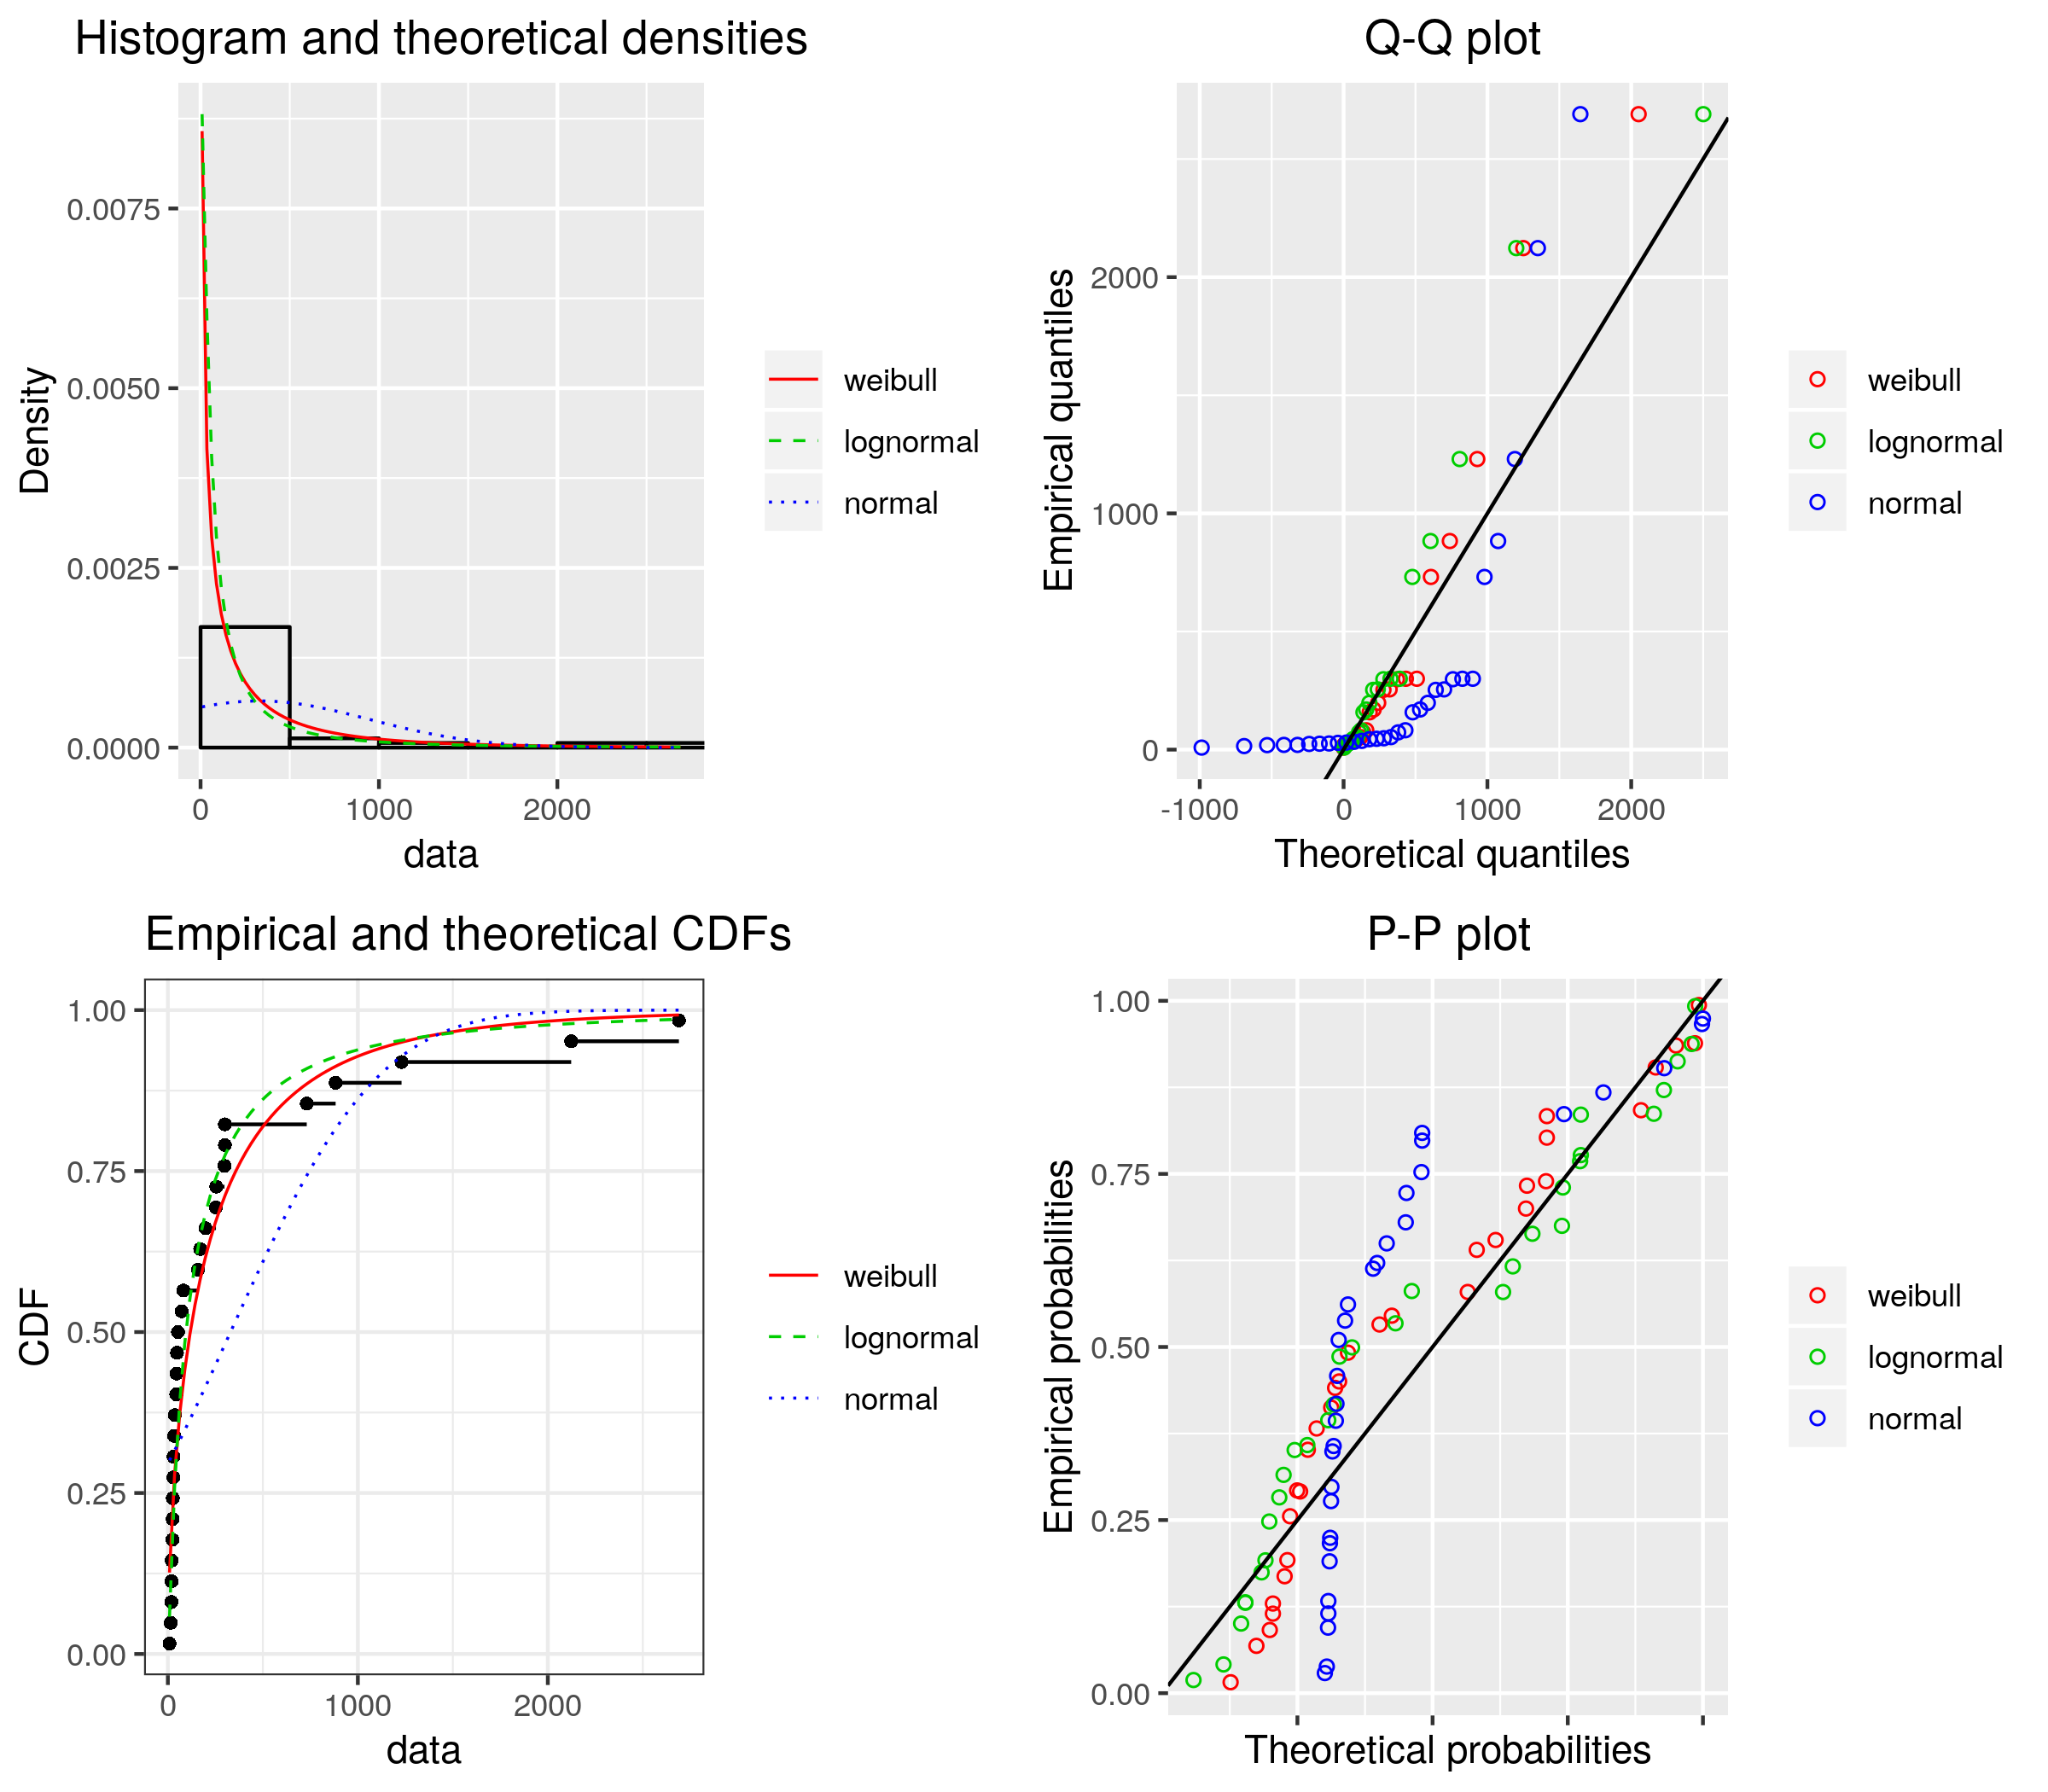 Histogram and theoretical densities
Density
0.0075
0.0050
0.0025
0.0000
0
1000
2000
data
weibull
lognormal
normal
Q-Q plot
Empirical quantiles
2000
1000
0
-1000
0
1000
2000
Theoretical quantiles
weibull
lognormal
normal
Empirical and theoretical CDFs
CDF
1.00
0.75
0.50
0.25
0.00
0
1000
2000
data
weibull
lognormal
normal
P-P plot
Empirical probabilities
1.00
0.75
0.50
0.25
0.00
Theoretical probabilities
weibull
lognormal
normal